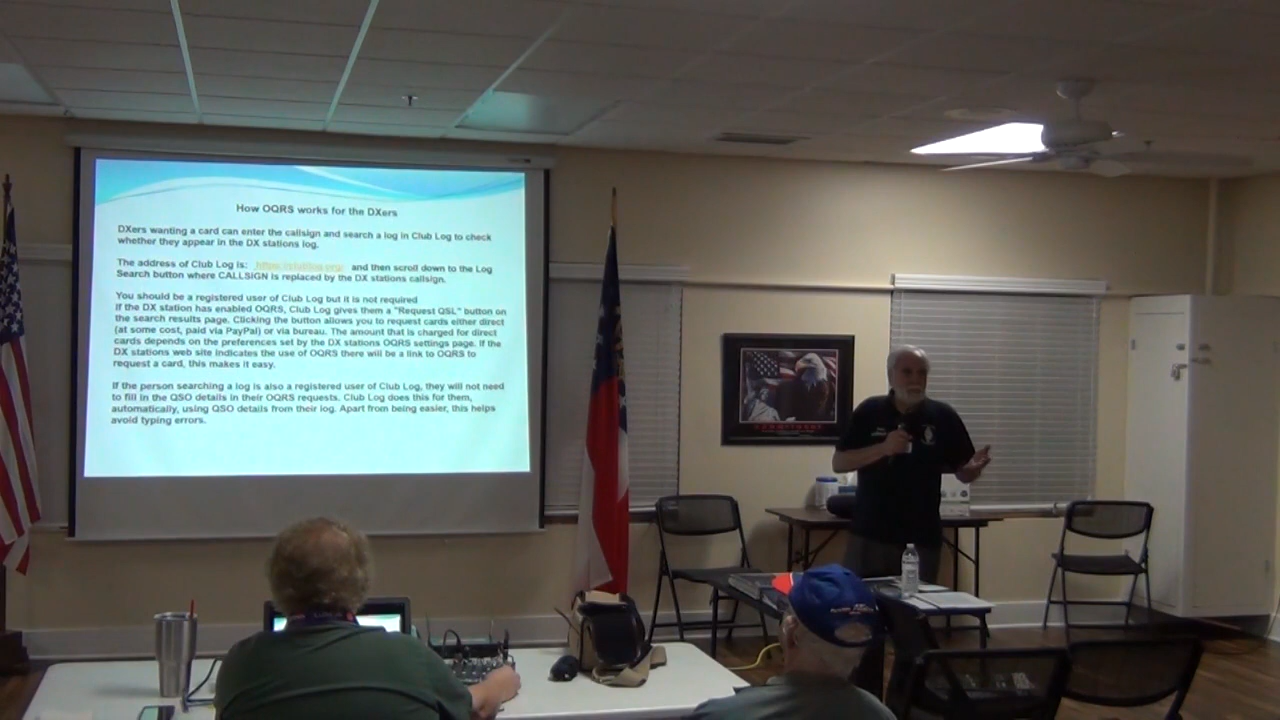 How OQRS works for the DXers
DXers wanting a card can enter the callsign and search a log in Club Log to check
whether they appear in the DX stations log.
The address of Club Log is: https://clublog.org/ and then scroll down to the Log
Search button where CALLSIGN is replaced by the DX stations callsign.
You should be a registered user of Club Log but it is not required
If the DX station has enabled OQRS, Club Log gives them a "Request QSL" button on
the search results page. Clicking the button allows you to request cards either direct
(at some cost, paid via PayPal) or via bureau. The amount that is charged for direct
cards depends on the preferences set by the DX stations OQRS settings page. If the
DX stations web site indicates the use of OQRS there will be a link to OQRS to
request a card, this makes it easy.
If the person searching a log is also a registered user of Club Log, they will not need
to fill in the QSO details in their OQRS requests. Club Log does this for them,
automatically, using QSO details from their log. Apart from being easier, this helps
avoid typing errors.